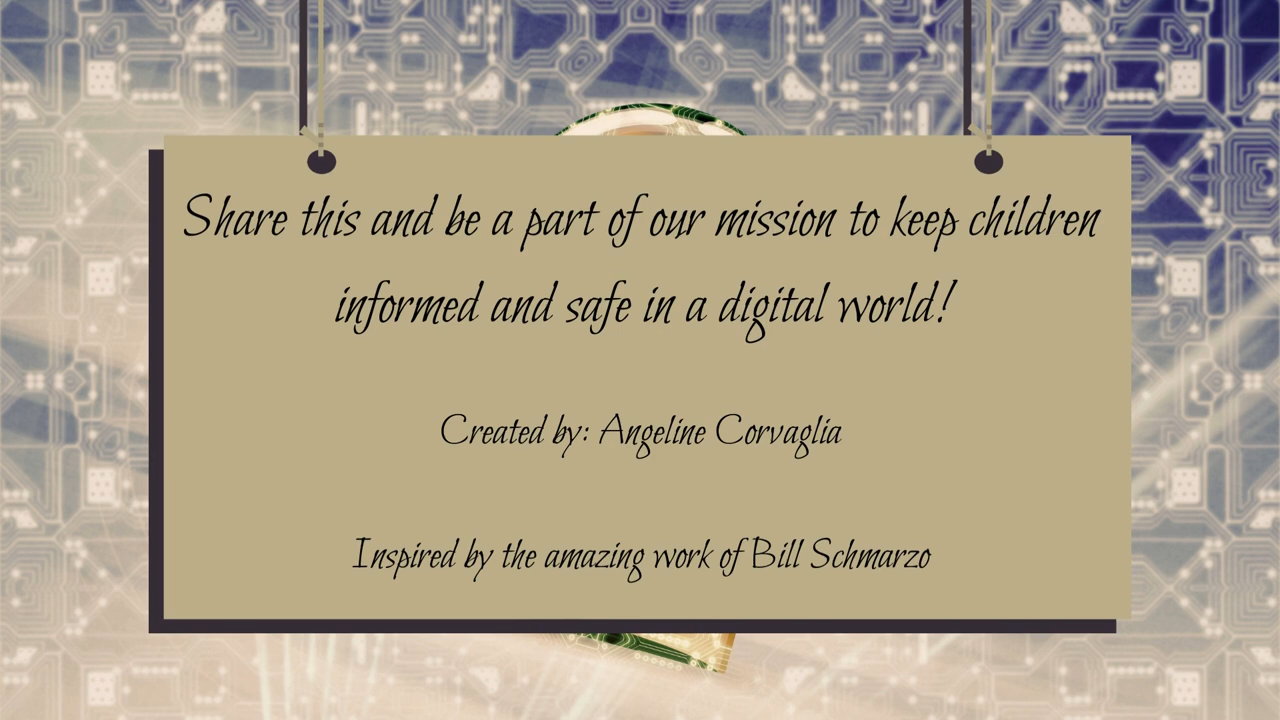 Share this and be a part of our mission to keep children
informed and safe in a digital world!
Created by: Angeline Corvaglia
Inspired by the amazing work of Bill Schmarzo